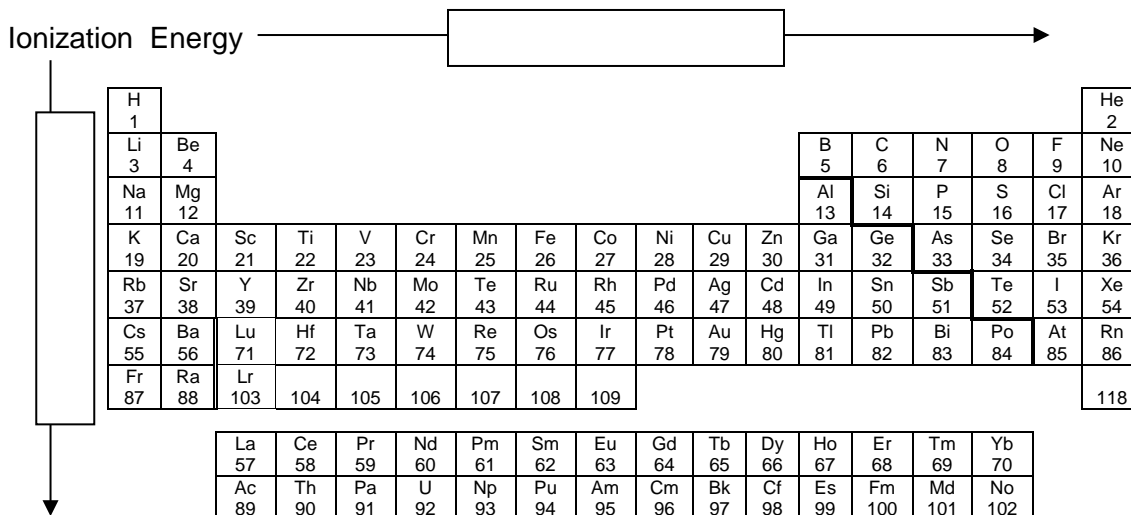 Ionization Energy
H He
1 2
Li Be B C N O F Ne
3 4 5 6 7 8 9 10
Na Mg Al Si P S Cl Ar
11 12 13 14 15 16 17 18
K Ca Sc Ti V Cr Mn Fe Co Ni Cu Zn Ga Ge As Se Br Kr
19 20 21 22 23 24 25 26 27 28 29 30 31 32 33 34 35 36
Rb Sr Y Zr Nb Mo Te Ru Rh Pd Ag Cd In Sn Sb Te I Xe
37 38 39 40 41 42 43 44 45 46 47 48 49 50 51 52 53 54
Cs Ba Lu Hf Ta W Re Os Ir Pt Au Hg Tl Pb Bi Po At Rn
55 56 71 72 73 74 75 76 77 78 79 80 81 82 83 84 85 86
Fr Ra Lr
87 88 103 104 105 106 107 108 109 118
La Ce Pr Nd Pm Sm Eu Gd Tb Dy Ho Er Tm Yb
57 58 59 60 61 62 63 64 65 66 67 68 69 70
Ac Th Pa U Np Pu Am Cm Bk Cf Es Fm Md No
89 90 91 92 93 94 95 96 97 98 99 100 101 102